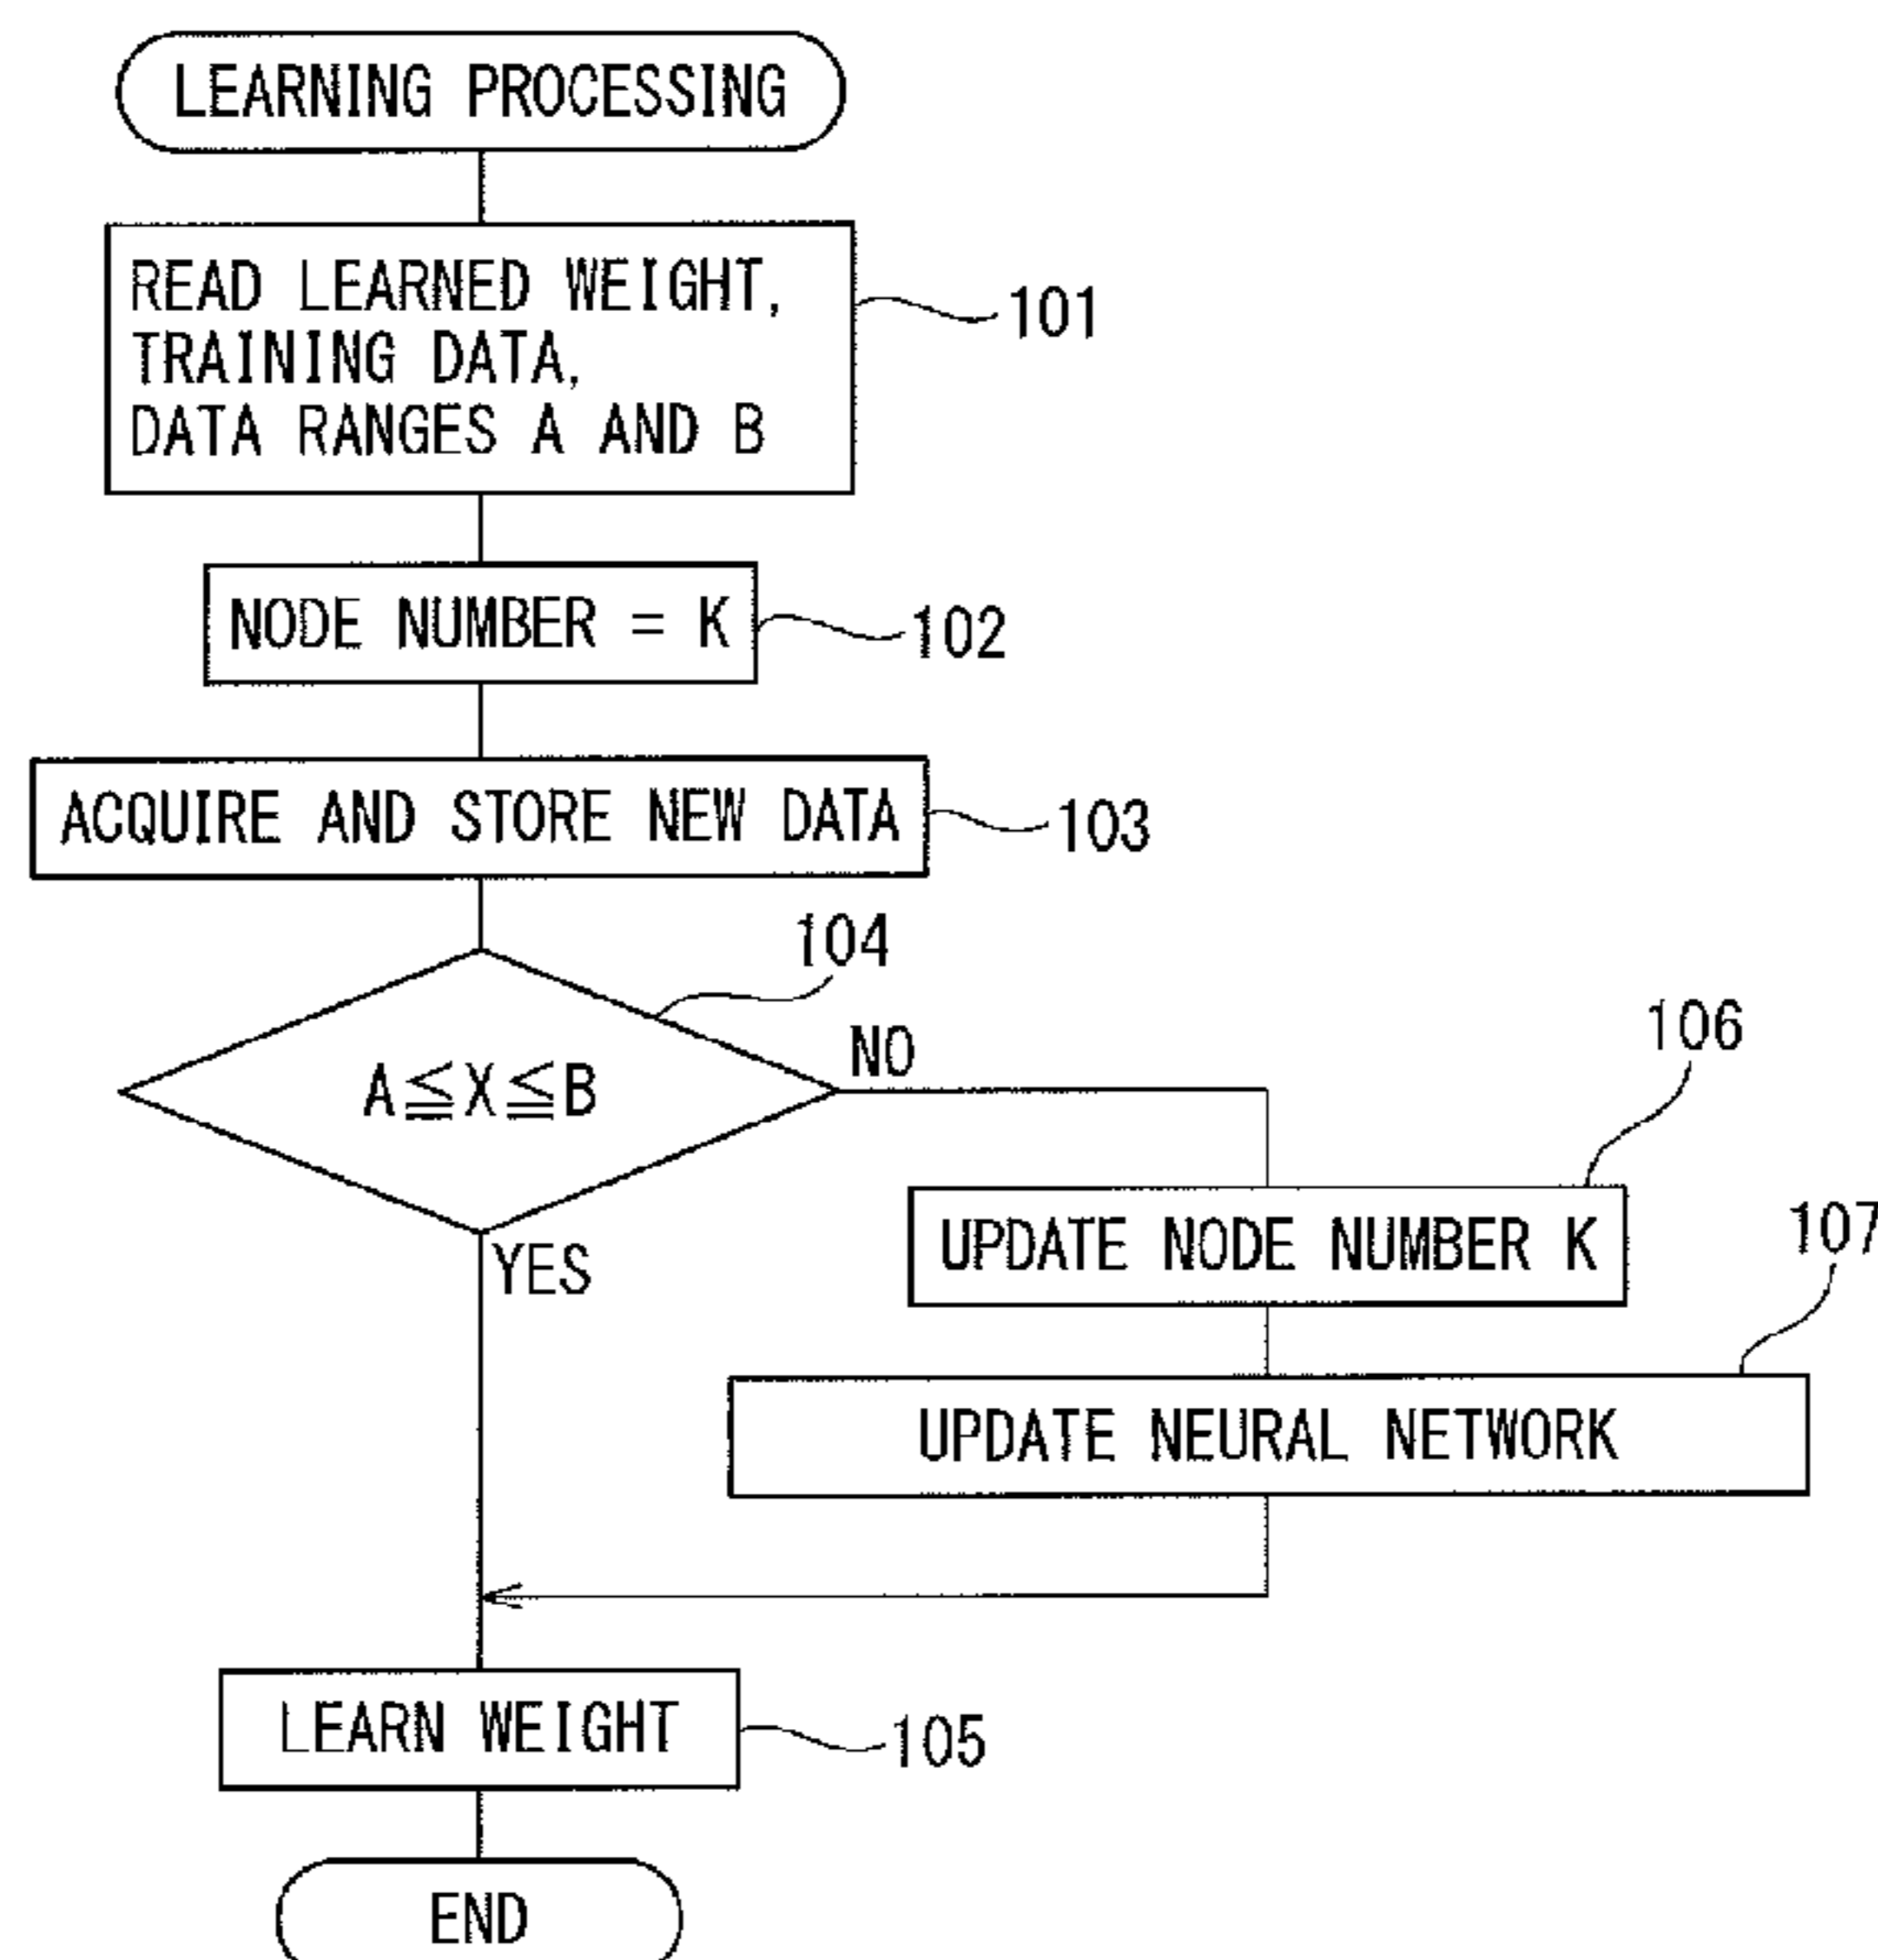 LEARNING PROCESSING
READ LEARNED WEIGHT,
TRAINING DATA,
DATA RANGES A AND B
101
NODE NUMBER = K
102
ACQUIRE AND STORE NEW DATA
103
104
A≦X≦B
NO
YES
106
UPDATE NODE NUMBER K
107
UPDATE NEURAL NETWORK
LEARN WEIGHT
105
END